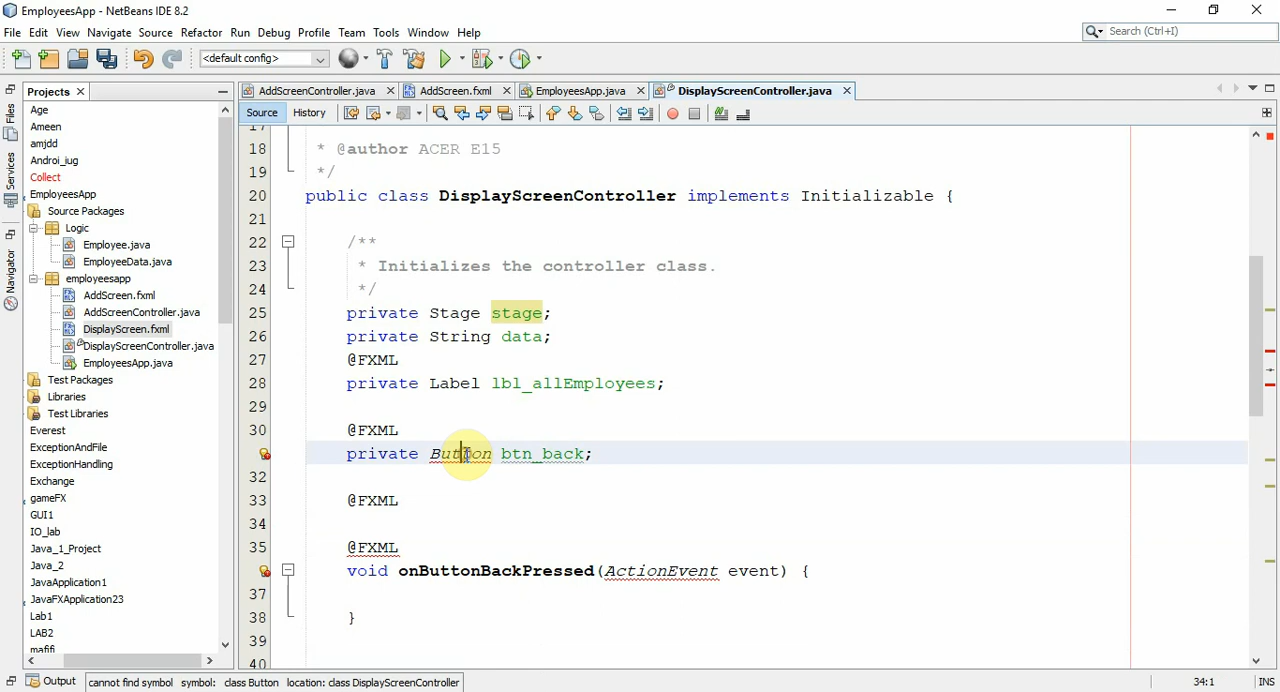 EmployeesApp - NetBeans IDE 8.2
File Edit View Navigate Source Refactor Run Debug Profile Team Tools Window Help
Search (Ctrl+I)
<default config>
Projects
AddScreenController.java
AddScreen.fxml
EmployeesApp.java
DisplayScreenController.java
Source
History
Files
Services
Navigator
Age
Ameen
amjdd
Androi_iug
Collect
EmployeesApp
Source Packages
Logic
Employee.java
EmployeeData.java
employeesapp
AddScreen.fxml
AddScreenController.java
DisplayScreen.fxml
DisplayScreenController.java
EmployeesApp.java
Test Packages
Libraries
Test Libraries
Everest
ExceptionAndFile
ExceptionHandling
Exchange
gameFX
GUI1
IO_lab
Java_1_Project
Java_2
JavaApplication1
JavaFXApplication23
Lab1
LAB2
mafifi
17
18 * @author ACER E15
19 */
20 public class DisplayScreenController implements Initializable {
21
22 /**
23 * Initializes the controller class.
24 */
25 private Stage stage;
26 private String data;
27 @FXML
28 private Label lbl_allEmployees;
29
30 @FXML
private Button btn_back;
32
33 @FXML
34
35 @FXML
void onButtonBackPressed(ActionEvent event) {
37
38 }
39
40
Output
cannot find symbol symbol: class Button location: class DisplayScreenController
34:1
INS